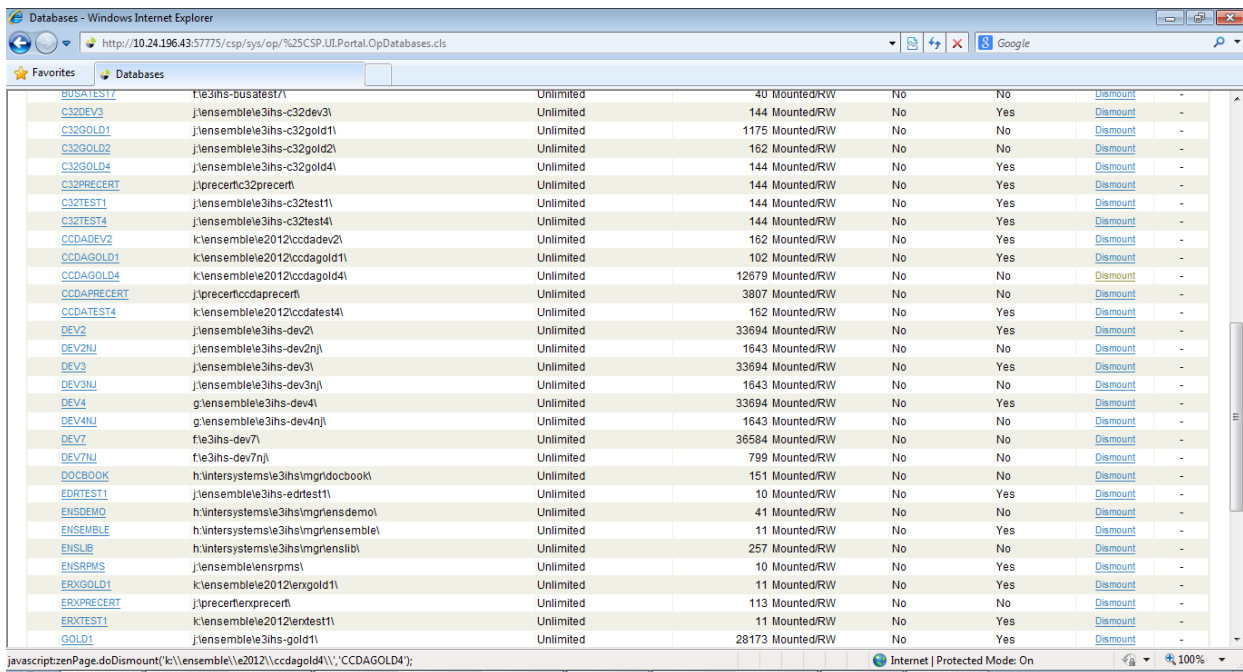 Databases - Windows Internet Explorer
http://10.24.196.43:57775/csp/sys/op/%25CSP.UI.Portal.OpDatabases.cls Google
Favorites Databases
BUSATEST7 f:\e3ihs-busatest7\ Unlimited 40 Mounted/RW No No Dismount -
C32DEV3 j:\ensemble\e3ihs-c32dev3\ Unlimited 144 Mounted/RW No Yes Dismount -
C32GOLD1 j:\ensemble\e3ihs-c32gold1\ Unlimited 1175 Mounted/RW No No Dismount -
C32GOLD2 j:\ensemble\e3ihs-c32gold2\ Unlimited 162 Mounted/RW No No Dismount -
C32GOLD4 j:\ensemble\e3ihs-c32gold4\ Unlimited 144 Mounted/RW No Yes Dismount -
C32PRECERT j:\precert\c32precert\ Unlimited 144 Mounted/RW No Yes Dismount -
C32TEST1 j:\ensemble\e3ihs-c32test1\ Unlimited 144 Mounted/RW No Yes Dismount -
C32TEST4 j:\ensemble\e3ihs-c32test4\ Unlimited 144 Mounted/RW No Yes Dismount -
CCDADEV2 k:\ensemble\e2012\ccdadev2\ Unlimited 162 Mounted/RW No Yes Dismount -
CCDAGOLD1 k:\ensemble\e2012\ccdagold1\ Unlimited 102 Mounted/RW No Yes Dismount -
CCDAGOLD4 k:\ensemble\e2012\ccdagold4\ Unlimited 12679 Mounted/RW No No Dismount -
CCDAPRECERT j:\precert\ccdaprecert\ Unlimited 3807 Mounted/RW No No Dismount -
CCDATEST4 k:\ensemble\e2012\ccdatest4\ Unlimited 162 Mounted/RW No Yes Dismount -
DEV2 j:\ensemble\e3ihs-dev2\ Unlimited 33694 Mounted/RW No Yes Dismount -
DEV2NJ j:\ensemble\e3ihs-dev2nj\ Unlimited 1643 Mounted/RW No No Dismount -
DEV3 j:\ensemble\e3ihs-dev3\ Unlimited 33694 Mounted/RW No Yes Dismount -
DEV3NJ j:\ensemble\e3ihs-dev3nj\ Unlimited 1643 Mounted/RW No No Dismount -
DEV4 g:\ensemble\e3ihs-dev4\ Unlimited 33694 Mounted/RW No Yes Dismount -
DEV4NJ g:\ensemble\e3ihs-dev4nj\ Unlimited 1643 Mounted/RW No No Dismount -
DEV7 f:\e3ihs-dev7\ Unlimited 36584 Mounted/RW No No Dismount -
DEV7NJ f:\e3ihs-dev7nj\ Unlimited 799 Mounted/RW No No Dismount -
DOCBOOK h:\intersystems\e3ihs\mgr\docbook\ Unlimited 151 Mounted/RW No No Dismount -
EDRTEST1 j:\ensemble\e3ihs-edrtest1\ Unlimited 10 Mounted/RW No Yes Dismount -
ENSDEMO h:\intersystems\e3ihs\mgr\ensdemo\ Unlimited 41 Mounted/RW No No Dismount -
ENSEMBLE h:\intersystems\e3ihs\mgr\ensemble\ Unlimited 11 Mounted/RW No Yes Dismount -
ENSLIB h:\intersystems\e3ihs\mgr\enslib\ Unlimited 257 Mounted/RW No No Dismount -
ENSRPMS j:\ensemble\ensrpms\ Unlimited 10 Mounted/RW No Yes Dismount -
ERXGOLD1 k:\ensemble\e2012\erxgold1\ Unlimited 11 Mounted/RW No Yes Dismount -
ERXPRECERT j:\precert\erxprecert\ Unlimited 113 Mounted/RW No No Dismount -
ERXTEST1 k:\ensemble\e2012\erxtest1\ Unlimited 11 Mounted/RW No Yes Dismount -
GOLD1 j:\ensemble\e3ihs-gold1\ Unlimited 28173 Mounted/RW No Yes Dismount -
javascript:zenPage.doDismount('k:\\ensemble\\e2012\\ccdagold4\\','CCDAGOLD4'); Internet | Protected Mode: On 100%